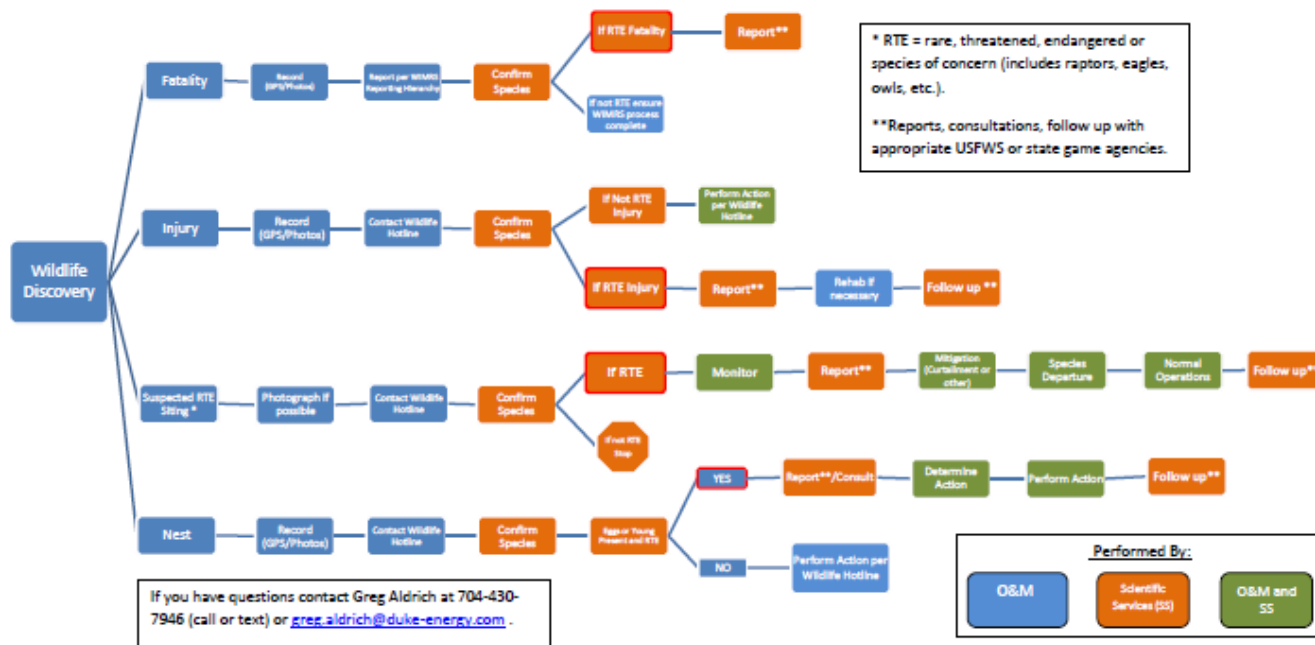 Wildlife
Discovery
Fatality
Record
(GPS/Photos)
Report per WIMRS
Reporting Hierarchy
Confirm
Species
If RTE Fatality
Report**
If not RTE ensure
WIMRS process
complete
Injury
Record
(GPS/Photos)
Contact Wildlife
Hotline
Confirm
Species
If Not RTE
Injury
Perform Action
per Wildlife
Hotline
If RTE Injury
Report**
Rehab if
necessary
Follow up **
Suspected RTE
Siting *
Photograph if
possible
Contact Wildlife
Hotline
Confirm
Species
If RTE
Monitor
Report**
Mitigation
(Curtailment or
other)
Species
Departure
Normal
Operations
Follow up**
If not RTE
Stop
Nest
Record
(GPS/Photos)
Contact Wildlife
Hotline
Confirm
Species
Eggs or Young
Present and RTE
YES
Report**/Consult
Determine
Action
Perform Action
Follow up**
NO
Perform Action per
Wildlife Hotline
* RTE = rare, threatened, endangered or
species of concern (includes raptors, eagles,
owls, etc.).
**Reports, consultations, follow up with
appropriate USFWS or state game agencies.
If you have questions contact Greg Aldrich at 704-430-
7946 (call or text) or greg.aldrich@duke-energy.com .
Performed By:
O&M
Scientific
Services (SS)
O&M and
SS